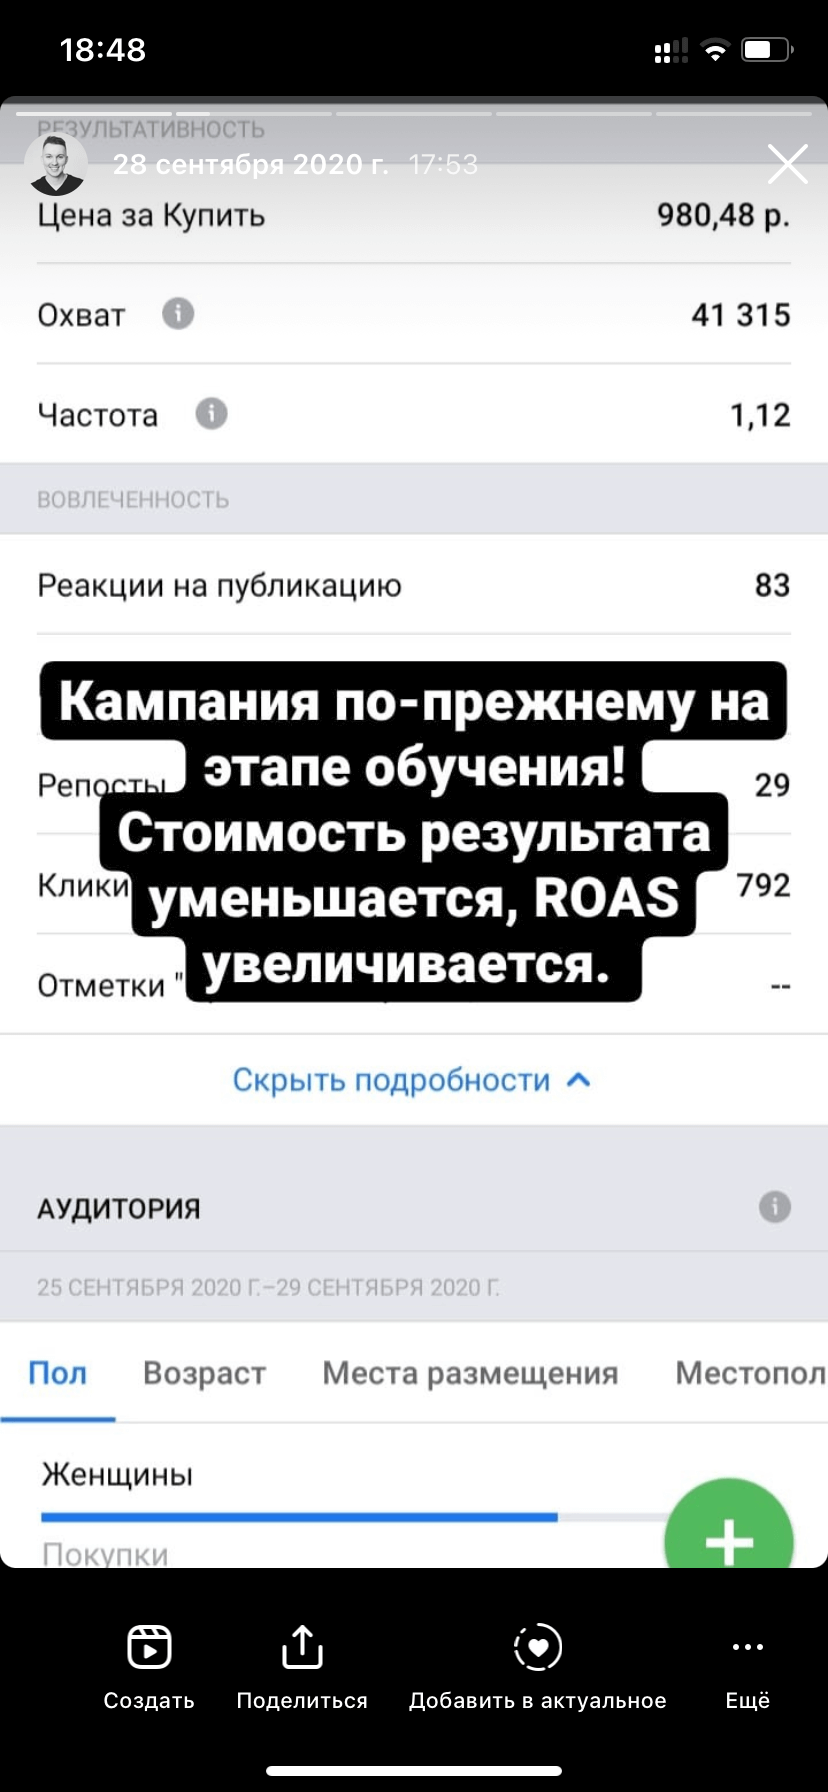 18:48
РЕЗУЛЬТАТИВНОСТЬ
28 сентября 2020 г. 17:53
Цена за Купить 980,48 р.
Охват 41 315
Частота 1,12
ВОВЛЕЧЕННОСТЬ
Реакции на публикацию 83
Кампания по-прежнему на
этапе обучения!
Репосты 29
Стоимость результата
Клики 792
уменьшается, ROAS
увеличивается.
Отметки " --
Скрыть подробности
АУДИТОРИЯ
25 СЕНТЯБРЯ 2020 Г.–29 СЕНТЯБРЯ 2020 Г.
Пол Возраст Места размещения Местопол
Женщины
Покупки
Создать Поделиться Добавить в актуальное Ещё